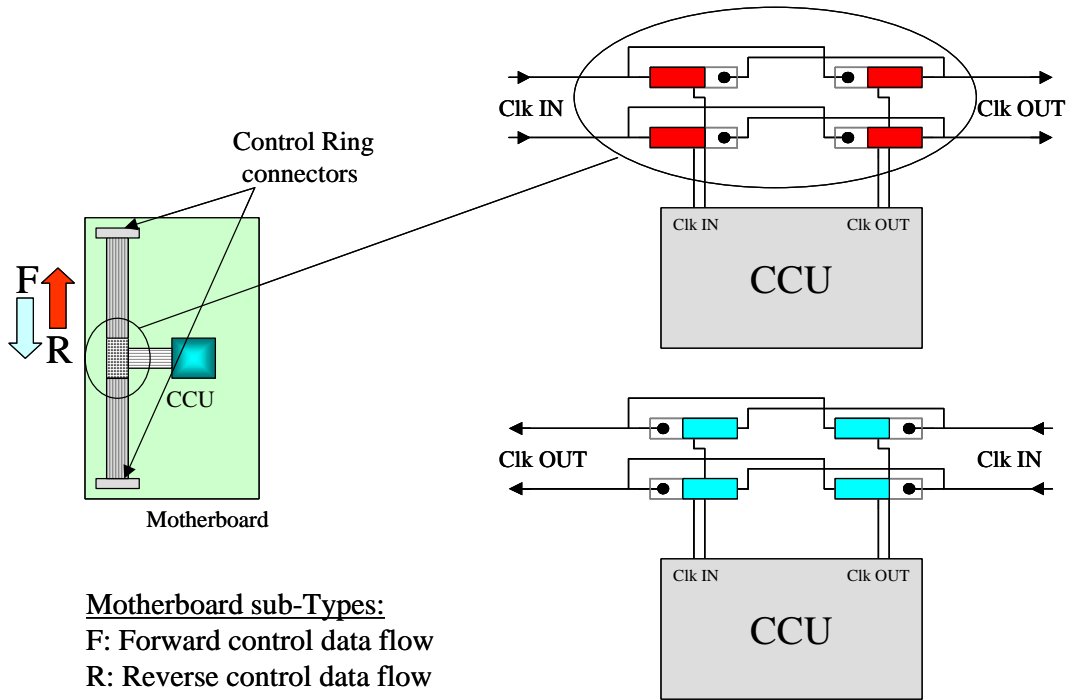 Clk IN
Clk OUT
Control Ring
connectors
Clk IN
Clk OUT
CCU
F
R
CCU
Motherboard
Clk OUT
Clk IN
Clk IN
Clk OUT
CCU
Motherboard sub-Types:
F: Forward control data flow
R: Reverse control data flow